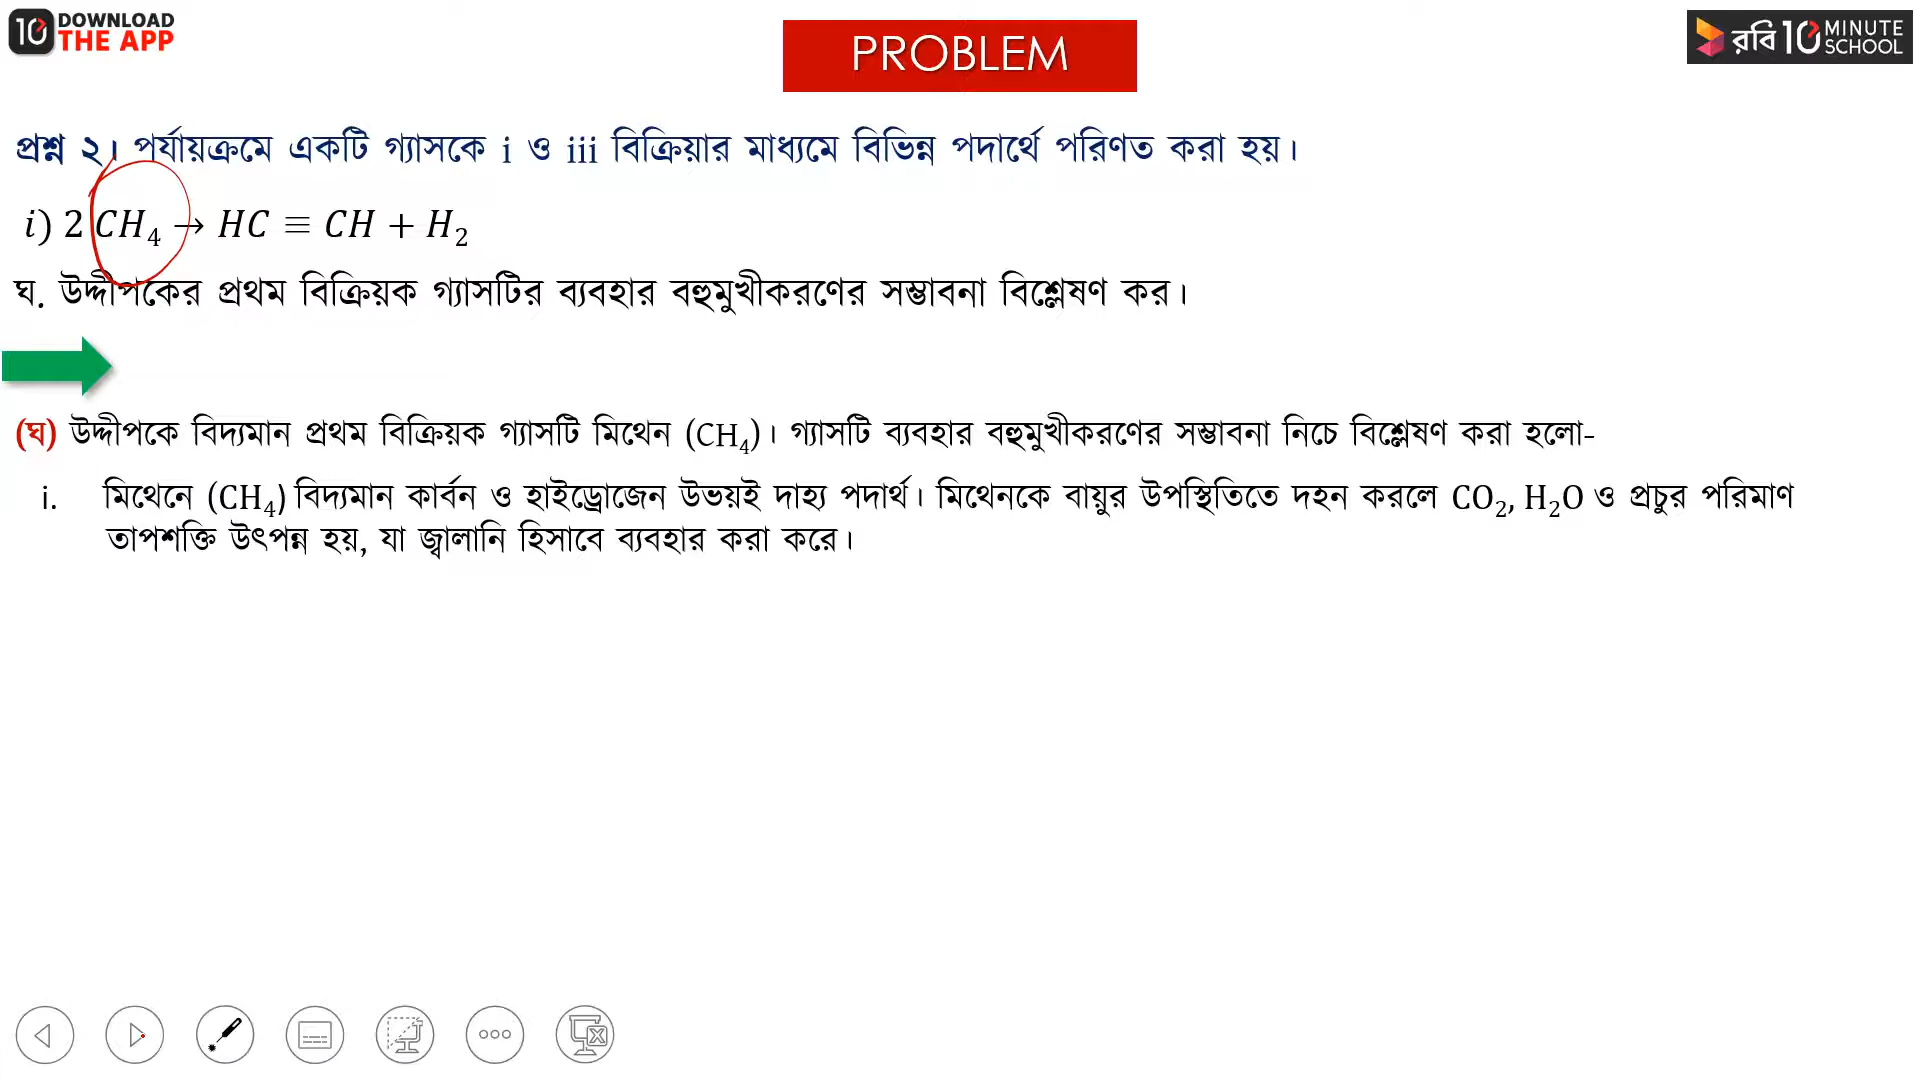 10 DOWNLOAD
THE APP
PROBLEM
রবি 10 MINUTE
SCHOOL
প্রশ্ন ২। পর্যায়ক্রমে একটি গ্যাসকে i ও iii বিক্রিয়ার মাধ্যমে বিভিন্ন পদার্থে পরিণত করা হয়।
i) 2 CH₄ → HC ≡ CH + H₂
ঘ. উদ্দীপকের প্রথম বিক্রিয়ক গ্যাসটির ব্যবহার বহুমুখীকরণের সম্ভাবনা বিশ্লেষণ কর।
(ঘ) উদ্দীপকে বিদ্যমান প্রথম বিক্রিয়ক গ্যাসটি মিথেন (CH₄)। গ্যাসটি ব্যবহার বহুমুখীকরণের সম্ভাবনা নিচে বিশ্লেষণ করা হলো-
i. মিথেনে (CH₄) বিদ্যমান কার্বন ও হাইড্রোজেন উভয়ই দাহ্য পদার্থ। মিথেনকে বায়ুর উপস্থিতিতে দহন করলে CO₂, H₂O ও প্রচুর পরিমাণ
তাপশক্তি উৎপন্ন হয়, যা জ্বালানি হিসাবে ব্যবহার করা করে।